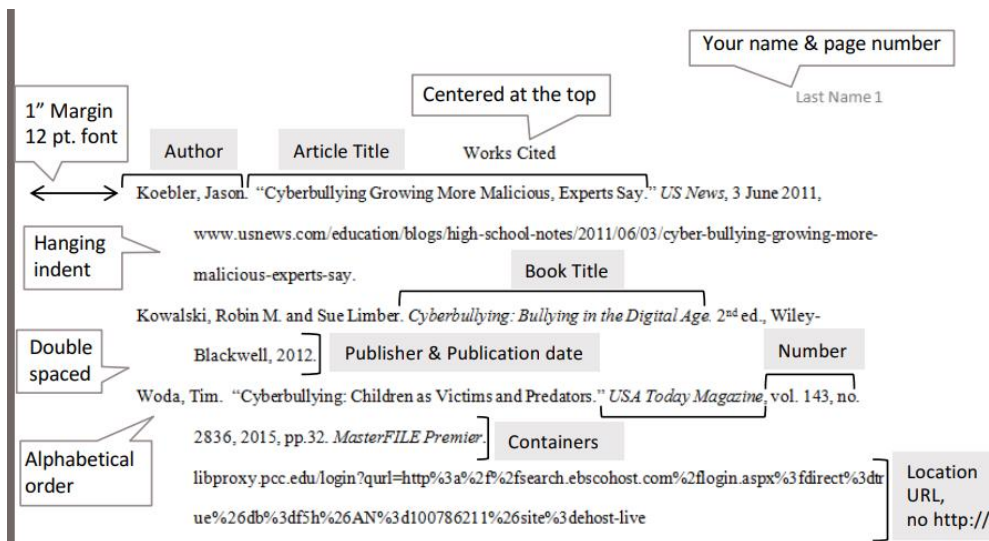 Your name & page number
Last Name 1
Centered at the top
1” Margin
12 pt. font
Author
Article Title
Works Cited
Koebler, Jason. “Cyberbullying Growing More Malicious, Experts Say.” US News, 3 June 2011,
www.usnews.com/education/blogs/high-school-notes/2011/06/03/cyber-bullying-growing-more-
malicious-experts-say.
Hanging
indent
Book Title
Kowalski, Robin M. and Sue Limber. Cyberbullying: Bullying in the Digital Age. 2nd ed., Wiley-
Blackwell, 2012.
Double
spaced
Publisher & Publication date
Number
Woda, Tim.  “Cyberbullying: Children as Victims and Predators.” USA Today Magazine, vol. 143, no.
2836, 2015, pp.32. MasterFILE Premier.
Containers
Alphabetical
order
libproxy.pcc.edu/login?qurl=http%3a%2f%2fsearch.ebscohost.com%2flogin.aspx%3fdirect%3dtr
ue%26db%3df5h%26AN%3d100786211%26site%3dehost-live
Location
URL,
no http://